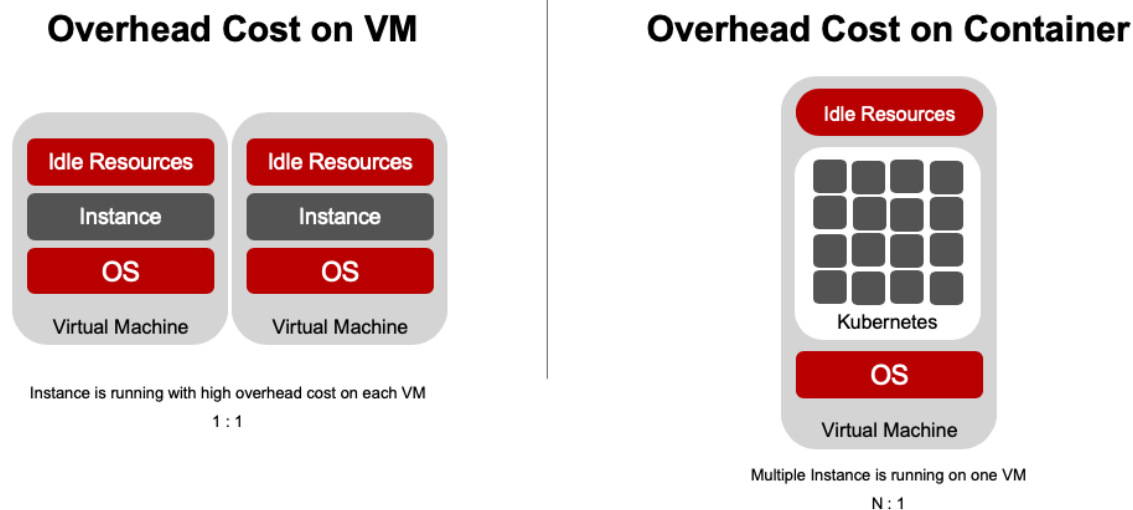 Overhead Cost on VM
Idle Resources
Instance
OS
Virtual Machine
Idle Resources
Instance
OS
Virtual Machine
Instance is running with high overhead cost on each VM
1 : 1
Overhead Cost on Container
Idle Resources
Kubernetes
OS
Virtual Machine
Multiple Instance is running on one VM
N : 1